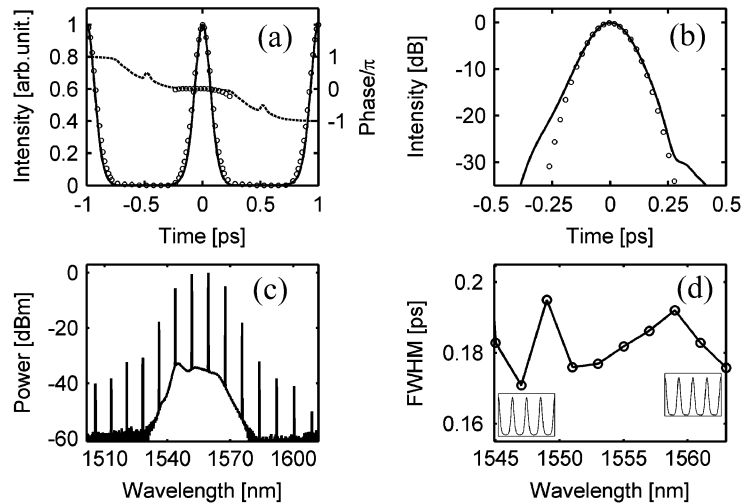 (a)
Intensity [arb.unit.]
1
0.8
0.6
0.4
0.2
0
1
0
-1
Phase/π
-1 -0.5 0 0.5 1
Time [ps]
(b)
Intensity [dB]
0
-10
-20
-30
-0.5 -0.25 0 0.25 0.5
Time [ps]
(c)
Power [dBm]
0
-20
-40
-60
1510 1540 1570 1600
Wavelength [nm]
(d)
FWHM [ps]
0.2
0.18
0.16
1545 1550 1555 1560
Wavelength [nm]